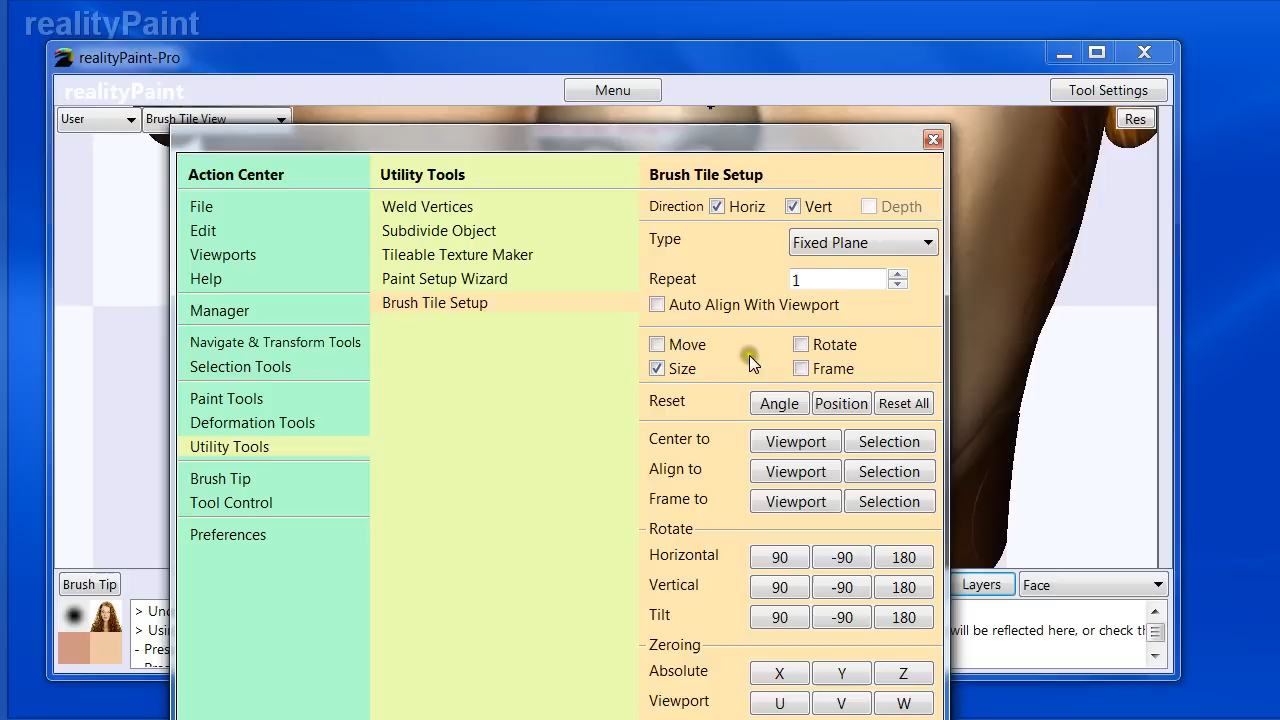 realityPaint
realityPaint-Pro
realityPaint
Menu
Tool Settings
User
Brush Tile View
Res
Action Center
File
Edit
Viewports
Help
Manager
Navigate & Transform Tools
Selection Tools
Paint Tools
Deformation Tools
Utility Tools
Brush Tip
Tool Control
Preferences
Utility Tools
Weld Vertices
Subdivide Object
Tileable Texture Maker
Paint Setup Wizard
Brush Tile Setup
Brush Tile Setup
Direction Horiz Vert Depth
Type Fixed Plane
Repeat 1
Auto Align With Viewport
Move Rotate
Size Frame
Reset Angle Position Reset All
Center to Viewport Selection
Align to Viewport Selection
Frame to Viewport Selection
Rotate
Horizontal 90 -90 180
Vertical 90 -90 180
Tilt 90 -90 180
Zeroing
Absolute X Y Z
Viewport U V W
Brush Tip
Layers Face
> Und
> Usin
- Pres
will be reflected here, or check th